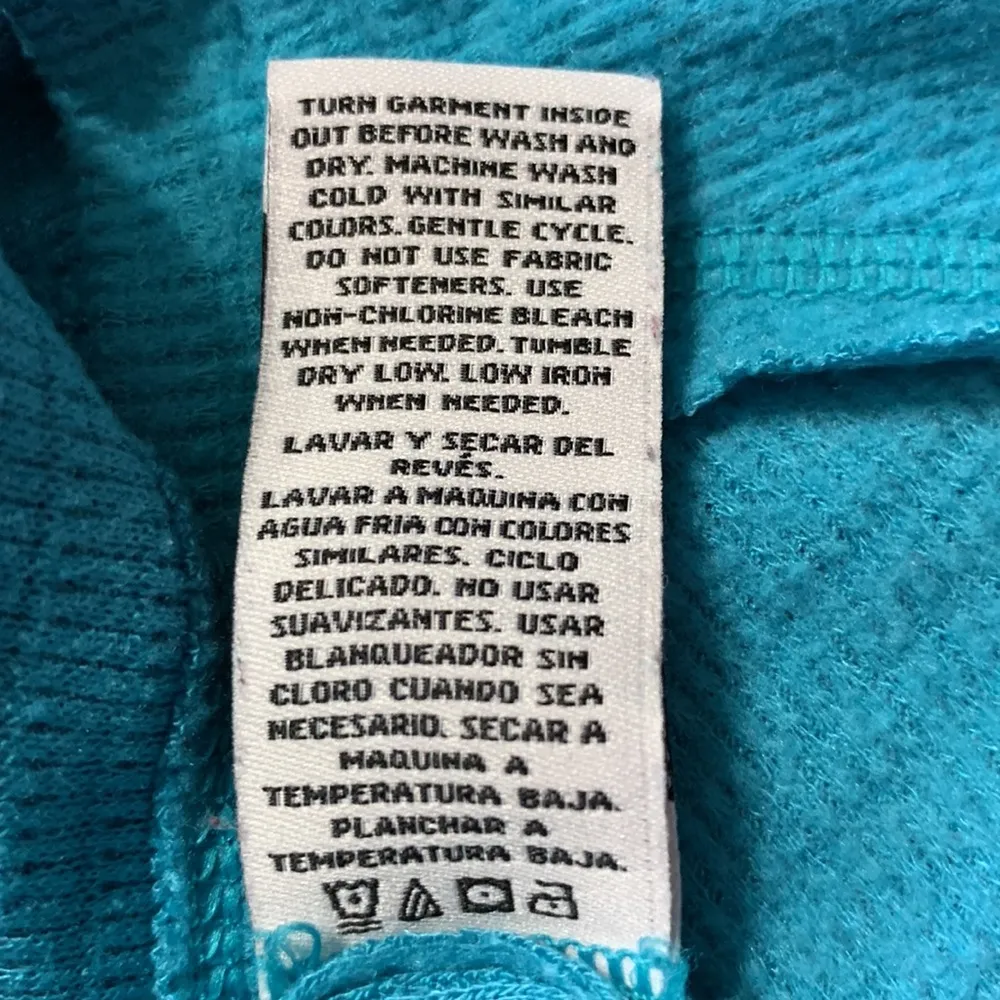 TURN GARMENT INSIDE
OUT BEFORE WASH AND
DRY. MACHINE WASH
COLD WITH SIMILAR
COLORS. GENTLE CYCLE.
DO NOT USE FABRIC
SOFTENERS. USE
NON-CHLORINE BLEACH
WHEN NEEDED. TUMBLE
DRY LOW. LOW IRON
WHEN NEEDED.
LAVAR Y SECAR DEL
REVÉS.
LAVAR A MAQUINA CON
AGUA FRIA CON COLORES
SIMILARES. CICLO
DELICADO. NO USAR
SUAVIZANTES. USAR
BLANQUEADOR SIN
CLORO CUANDO SEA
NECESARIO. SECAR A
MAQUINA A
TEMPERATURA BAJA.
PLANCHAR A
TEMPERATURA BAJA.